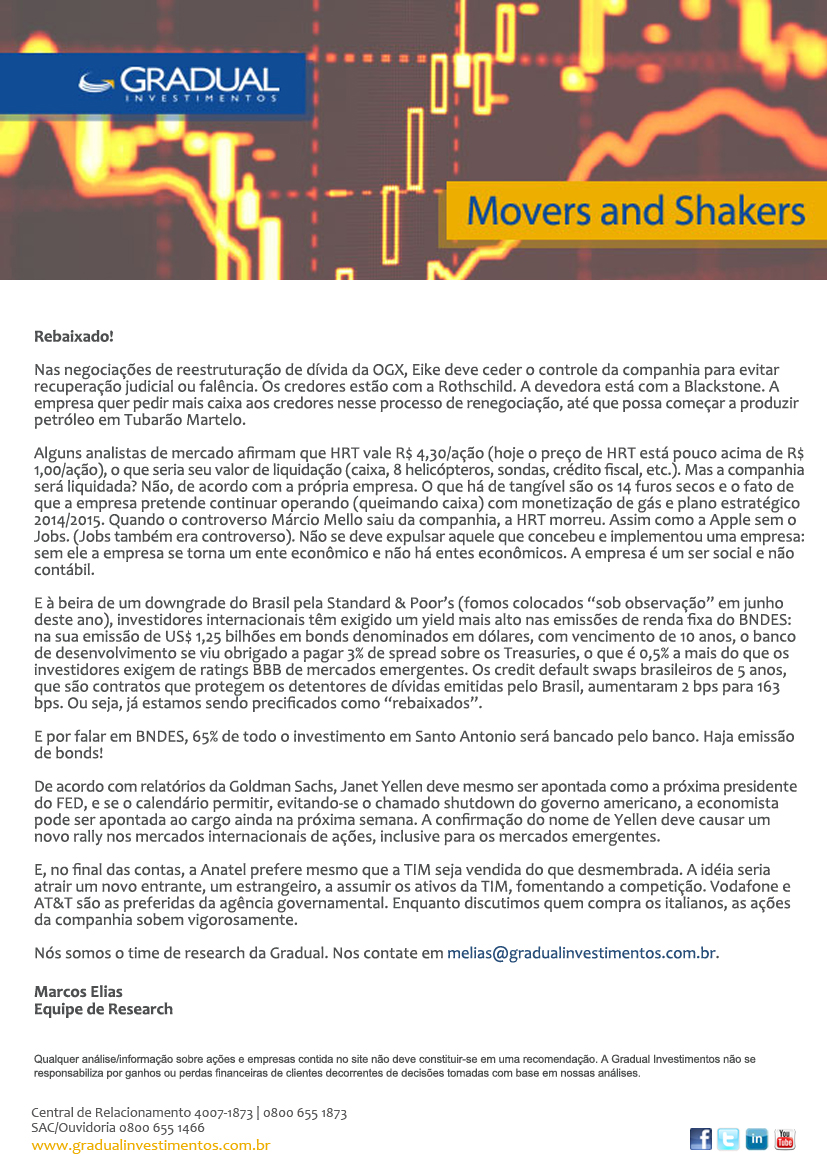 GRADUAL
INVESTIMENTOS
Movers and Shakers
Rebaixado!
Nas negociações de reestruturação de dívida da OGX, Eike deve ceder o controle da companhia para evitar
recuperação judicial ou falência. Os credores estão com a Rothschild. A devedora está com a Blackstone. A
empresa quer pedir mais caixa aos credores nesse processo de renegociação, até que possa começar a produzir
petróleo em Tubarão Martelo.
Alguns analistas de mercado afirmam que HRT vale R$ 4,30/ação (hoje o preço de HRT está pouco acima de R$
1,00/ação), o que seria seu valor de liquidação (caixa, 8 helicópteros, sondas, crédito fiscal, etc.). Mas a companhia
será liquidada? Não, de acordo com a própria empresa. O que há de tangível são os 14 furos secos e o fato de
que a empresa pretende continuar operando (queimando caixa) com monetização de gás e plano estratégico
2014/2015. Quando o controverso Márcio Mello saiu da companhia, a HRT morreu. Assim como a Apple sem o
Jobs. (Jobs também era controverso). Não se deve expulsar aquele que concebeu e implementou uma empresa:
sem ele a empresa se torna um ente econômico e não há entes econômicos. A empresa é um ser social e não
contábil.
E à beira de um downgrade do Brasil pela Standard & Poor's (fomos colocados “sob observação” em junho
deste ano), investidores internacionais têm exigido um yield mais alto nas emissões de renda fixa do BNDES:
na sua emissão de US$ 1,25 bilhões em bonds denominados em dólares, com vencimento de 10 anos, o banco
de desenvolvimento se viu obrigado a pagar 3% de spread sobre os Treasuries, o que é 0,5% a mais do que os
investidores exigem de ratings BBB de mercados emergentes. Os credit default swaps brasileiros de 5 anos,
que são contratos que protegem os detentores de dívidas emitidas pelo Brasil, aumentaram 2 bps para 163
bps. Ou seja, já estamos sendo precificados como “rebaixados”.
E por falar em BNDES, 65% de todo o investimento em Santo Antonio será bancado pelo banco. Haja emissão
de bonds!
De acordo com relatórios da Goldman Sachs, Janet Yellen deve mesmo ser apontada como a próxima presidente
do FED, e se o calendário permitir, evitando-se o chamado shutdown do governo americano, a economista
pode ser apontada ao cargo ainda na próxima semana. A confirmação do nome de Yellen deve causar um
novo rally nos mercados internacionais de ações, inclusive para os mercados emergentes.
E, no final das contas, a Anatel prefere mesmo que a TIM seja vendida do que desmembrada. A idéia seria
atrair um novo entrante, um estrangeiro, a assumir os ativos da TIM, fomentando a competição. Vodafone e
AT&T são as preferidas da agência governamental. Enquanto discutimos quem compra os italianos, as ações
da companhia sobem vigorosamente.
Nós somos o time de research da Gradual. Nos contate em melias@gradualinvestimentos.com.br.
Marcos Elias
Equipe de Research
Qualquer análise/informação sobre ações e empresas contida no site não deve constituir-se em uma recomendação. A Gradual Investimentos não se
responsabiliza por ganhos ou perdas financeiras de clientes decorrentes de decisões tomadas com base em nossas análises.
Central de Relacionamento 4007-1873 | 0800 655 1873
SAC/Ouvidoria 0800 655 1466
www.gradualinvestimentos.com.br
f t in You Tube